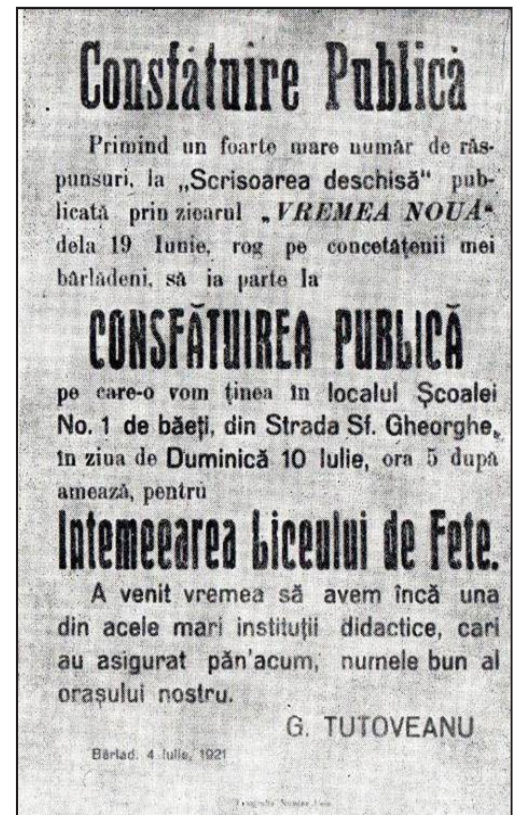 Consfătuire Publică
Primind un foarte mare număr de răs-
punsuri, la „Scrisoarea deschisă“ pub-
licată prin ziarul „VREMEA NOUĂ“
dela 19 Iunie, rog pe concetățenii mei
bârlădeni, să ia parte la
CONSFĂTUIREA PUBLICĂ
pe care-o vom ținea în localul Școalei
No. 1 de băeți, din Strada Sf. Gheorghe,
în ziua de Duminică 10 Iulie, ora 5 după
amează, pentru
Intemeearea Liceului de Fete.
A venit vremea să avem încă una
din acele mari instituții didactice, cari
au asigurat păn'acum, numele bun al
orașului nostru.
G. TUTOVEANU
Bârlad. 4 Iulie, 1921